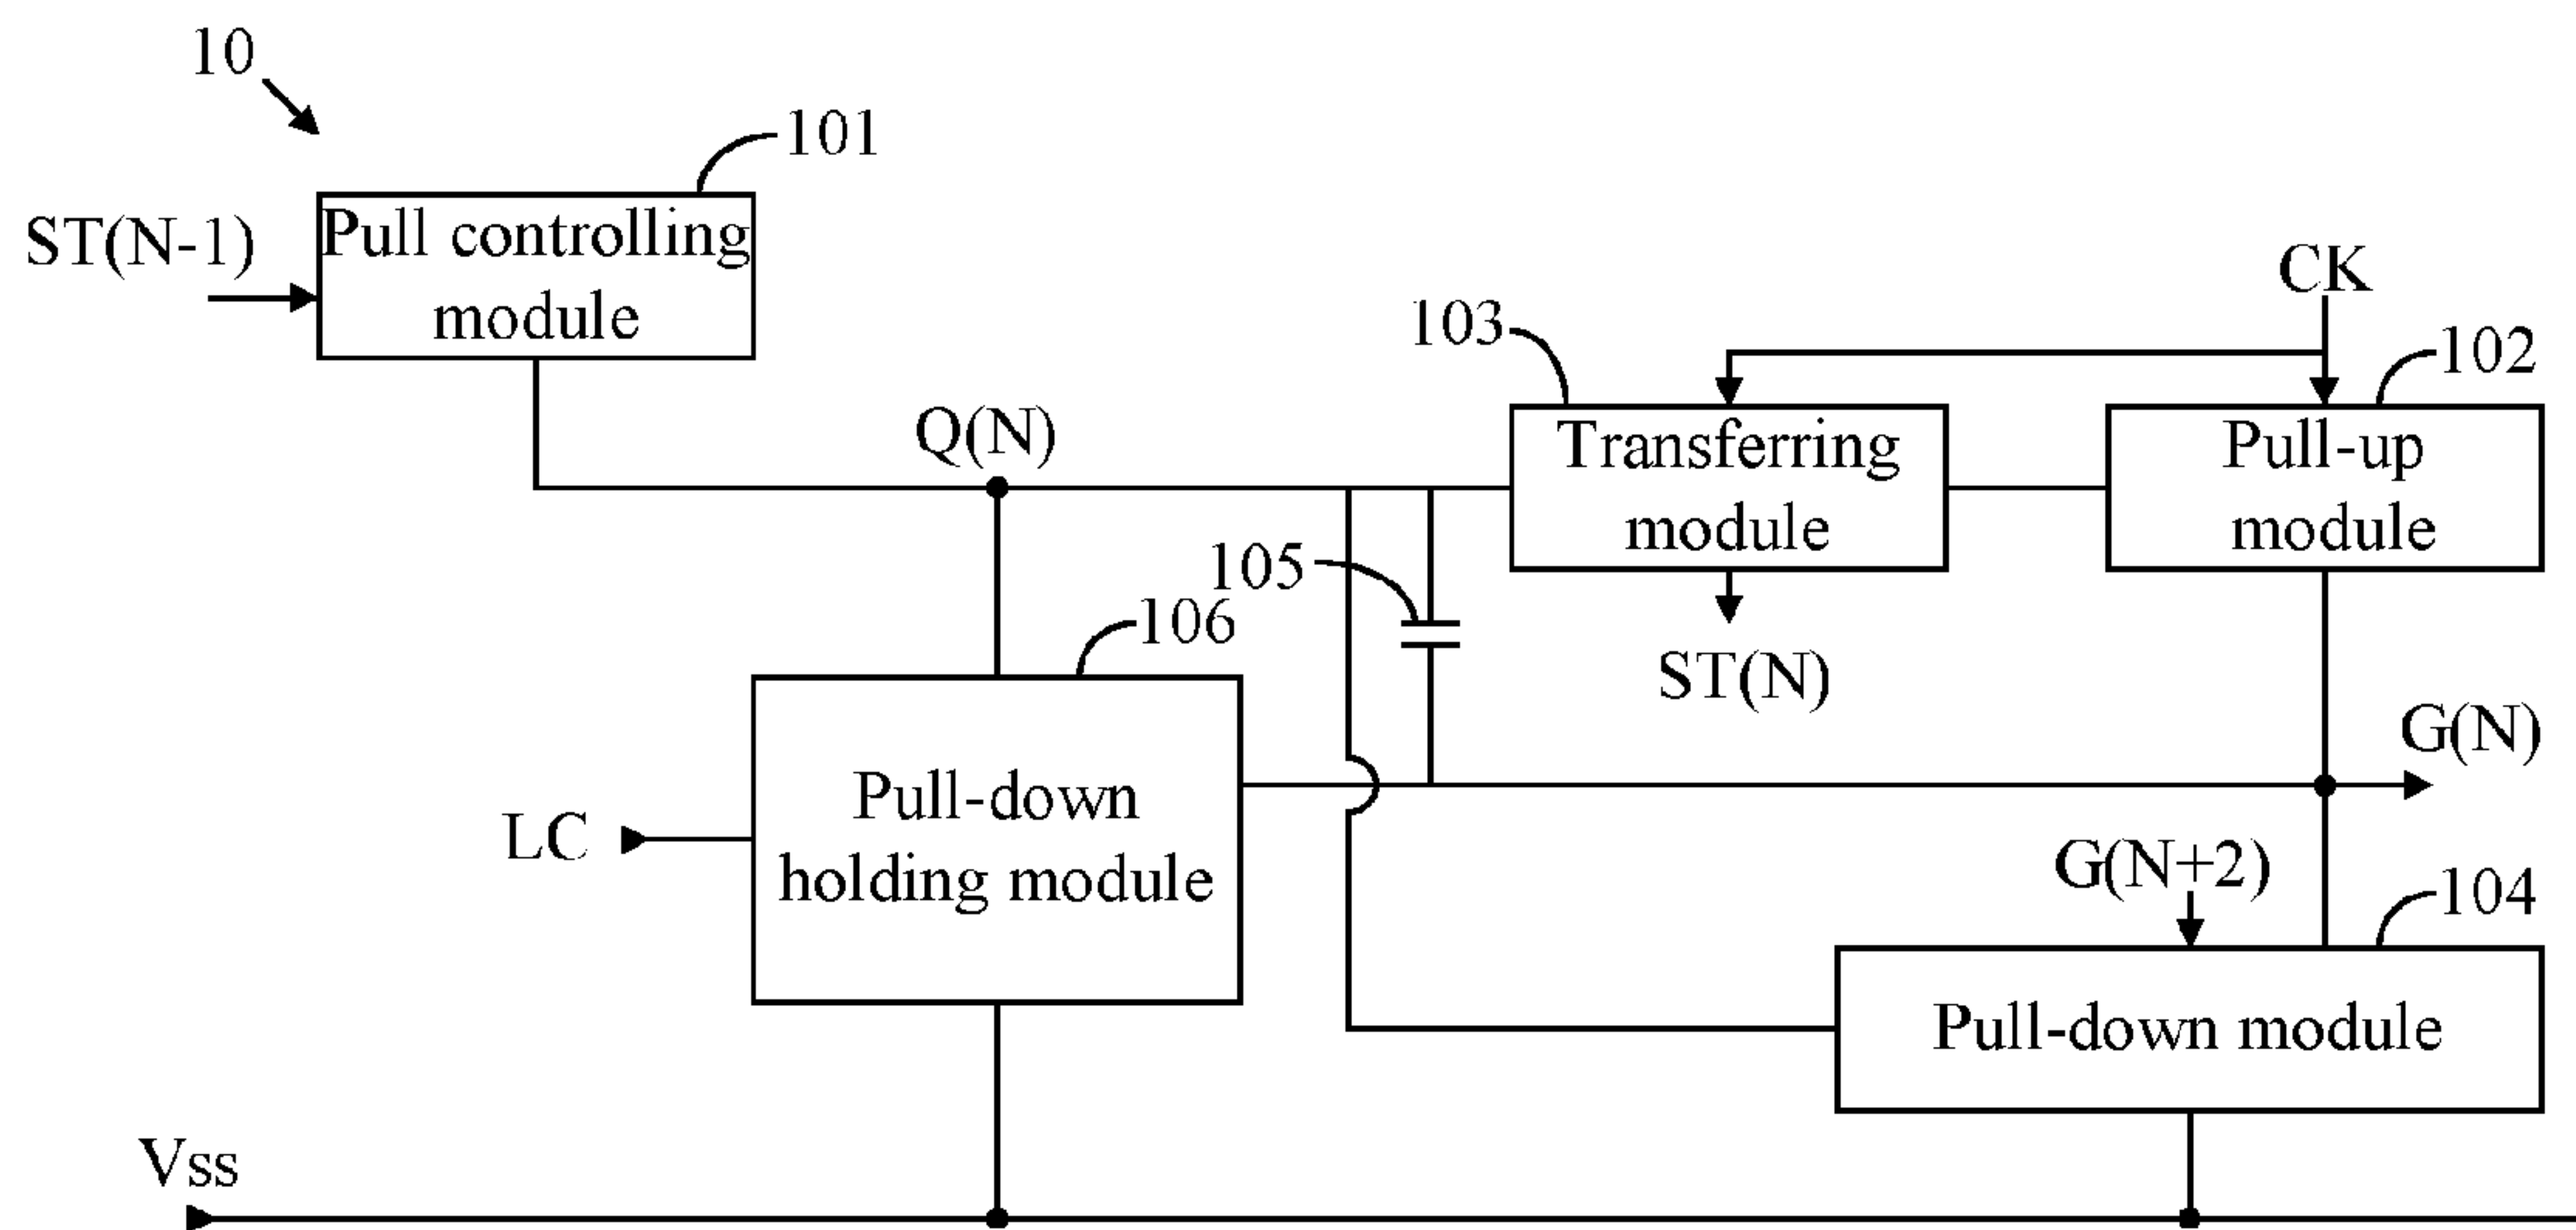 10
101
ST(N-1)
Pull controlling
module
CK
103
102
Q(N)
Transferring
module
Pull-up
module
105
106
ST(N)
G(N)
Pull-down
holding module
LC
G(N+2)
104
Pull-down module
Vss